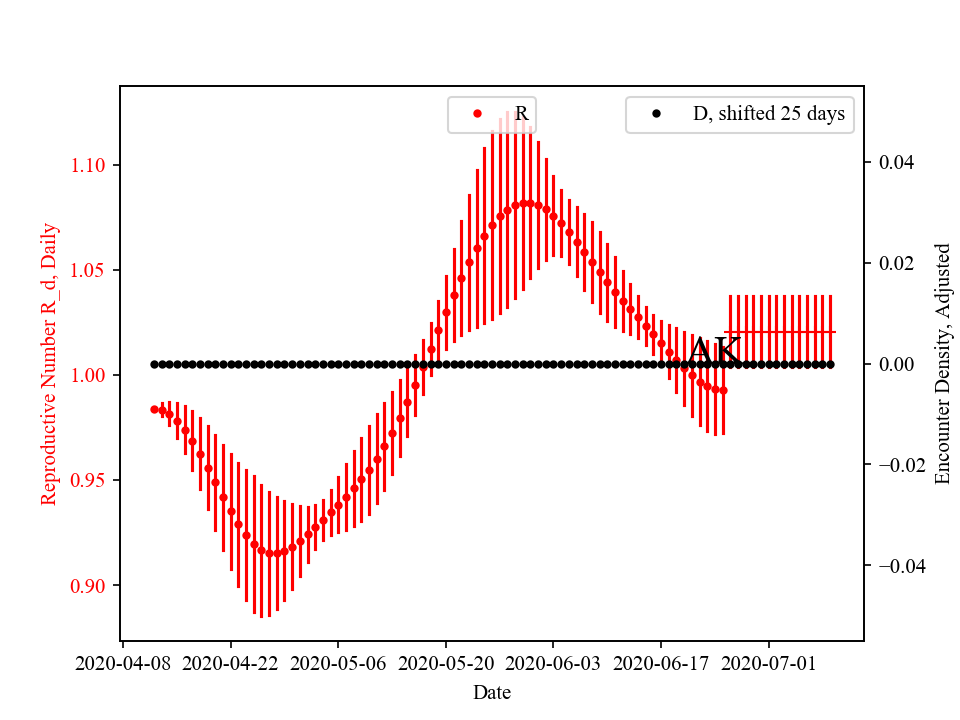 R
D, shifted 25 days
1.10
1.05
1.00
0.95
0.90
Reproductive Number R_d, Daily
0.04
0.02
0.00
−0.02
−0.04
Encounter Density, Adjusted
AK
2020-04-08 2020-04-22 2020-05-06 2020-05-20 2020-06-03 2020-06-17 2020-07-01
Date